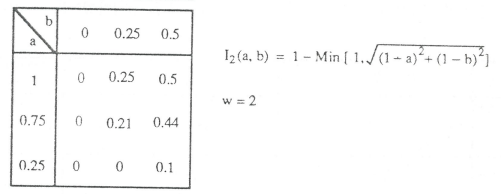 b
a
0 0.25 0.5
1 0 0.25 0.5
0.75 0 0.21 0.44
0.25 0 0 0.1
I₂(a, b) = 1 – Min [ 1, √(1 – a)² + (1 – b)² ]
w = 2